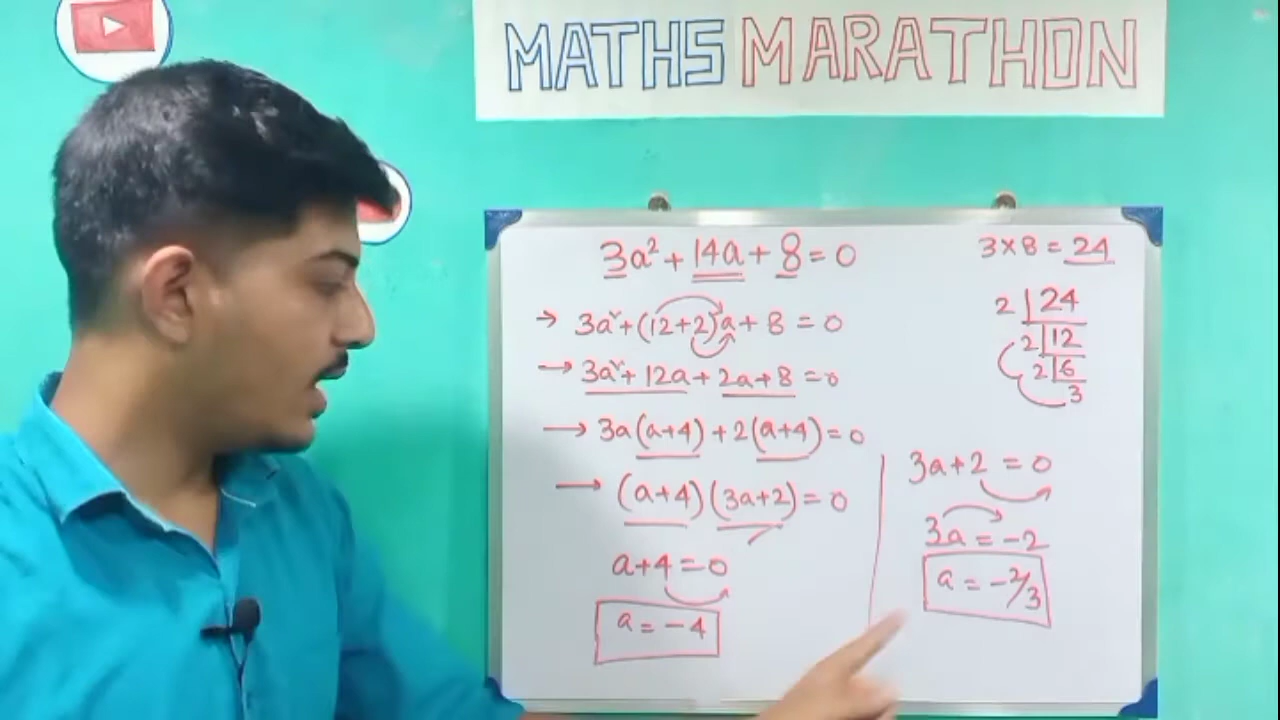 MATHS MARATHON
3a² + 14a + 8 = 0
→ 3a² + (12+2)a + 8 = 0
→ 3a² + 12a + 2a + 8 = 0
→ 3a(a+4) + 2(a+4) = 0
→ (a+4)(3a+2) = 0
a+4 = 0
a = -4
3 × 8 = 24
2 | 24
2 | 12
2 | 6
3
3a+2 = 0
3a = -2
a = -2/3